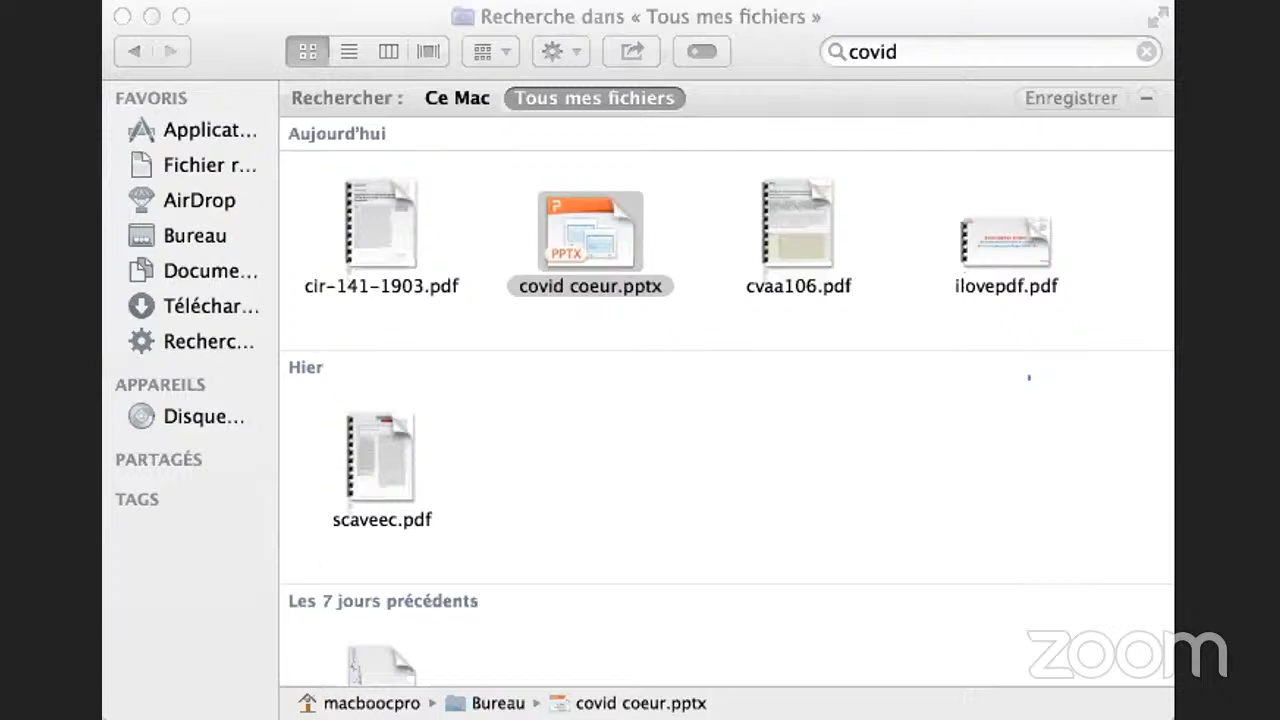 Recherche dans « Tous mes fichiers »
covid
FAVORIS
Rechercher : Ce Mac Tous mes fichiers Enregistrer
Applicat...
Aujourd'hui
Fichier r...
AirDrop
Bureau
Docume...
Téléchar...
Recherc...
PPTX
cir-141-1903.pdf covid coeur.pptx cvaa106.pdf ilovepdf.pdf
Hier
APPAREILS
Disque...
PARTAGÉS
TAGS
scaveec.pdf
Les 7 jours précédents
macboocpro Bureau covid coeur.pptx
zoom